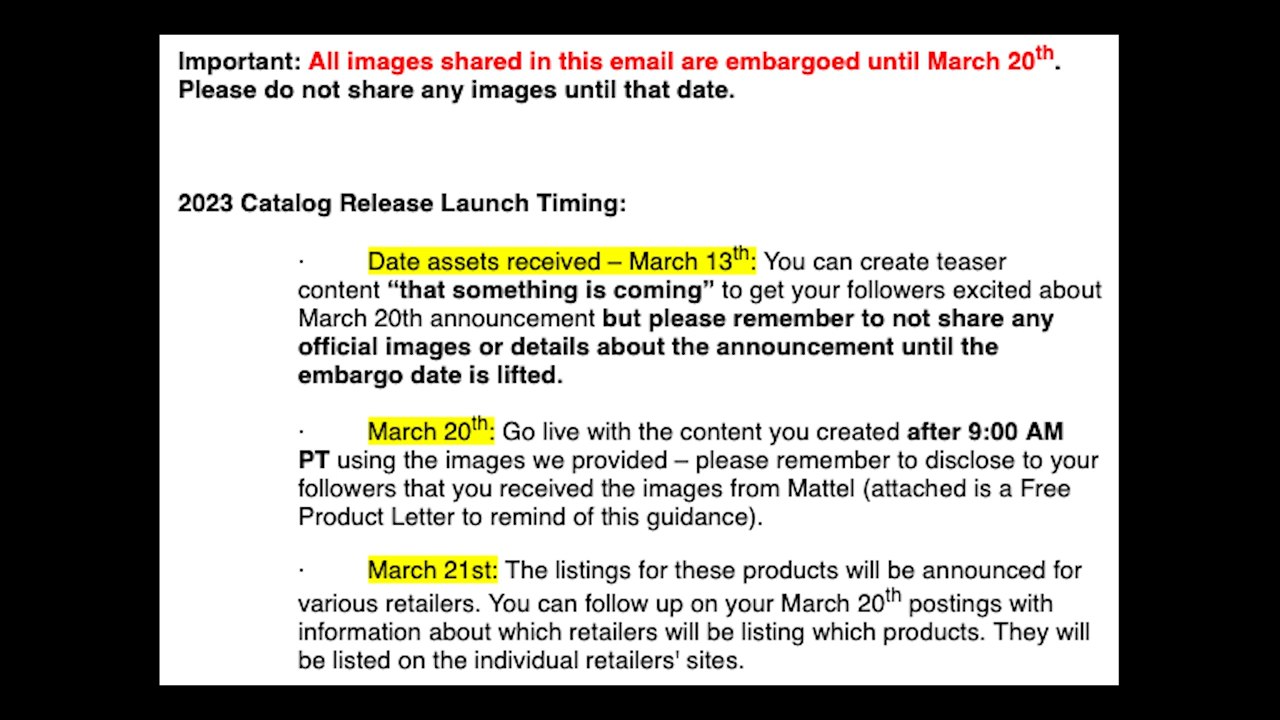 Important: All images shared in this email are embargoed until March 20th.
Please do not share any images until that date.
2023 Catalog Release Launch Timing:
· Date assets received – March 13th: You can create teaser
content “that something is coming” to get your followers excited about
March 20th announcement but please remember to not share any
official images or details about the announcement until the
embargo date is lifted.
· March 20th: Go live with the content you created after 9:00 AM
PT using the images we provided – please remember to disclose to your
followers that you received the images from Mattel (attached is a Free
Product Letter to remind of this guidance).
· March 21st: The listings for these products will be announced for
various retailers. You can follow up on your March 20th postings with
information about which retailers will be listing which products. They will
be listed on the individual retailers' sites.